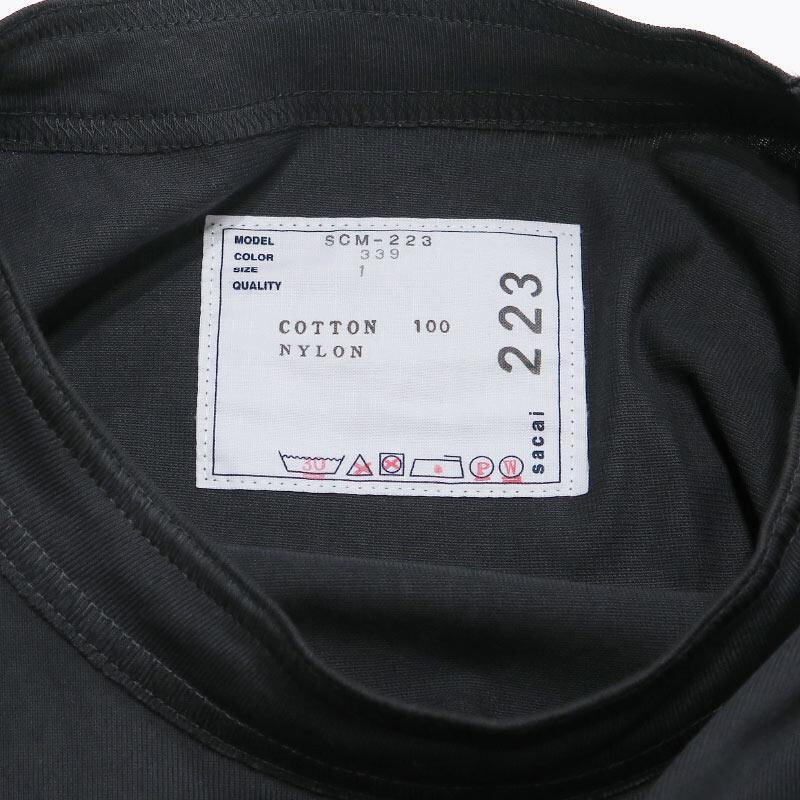 MODEL SCM-223
COLOR 339
SIZE 1
QUALITY
COTTON 100
NYLON
223
sacai
30
P
W